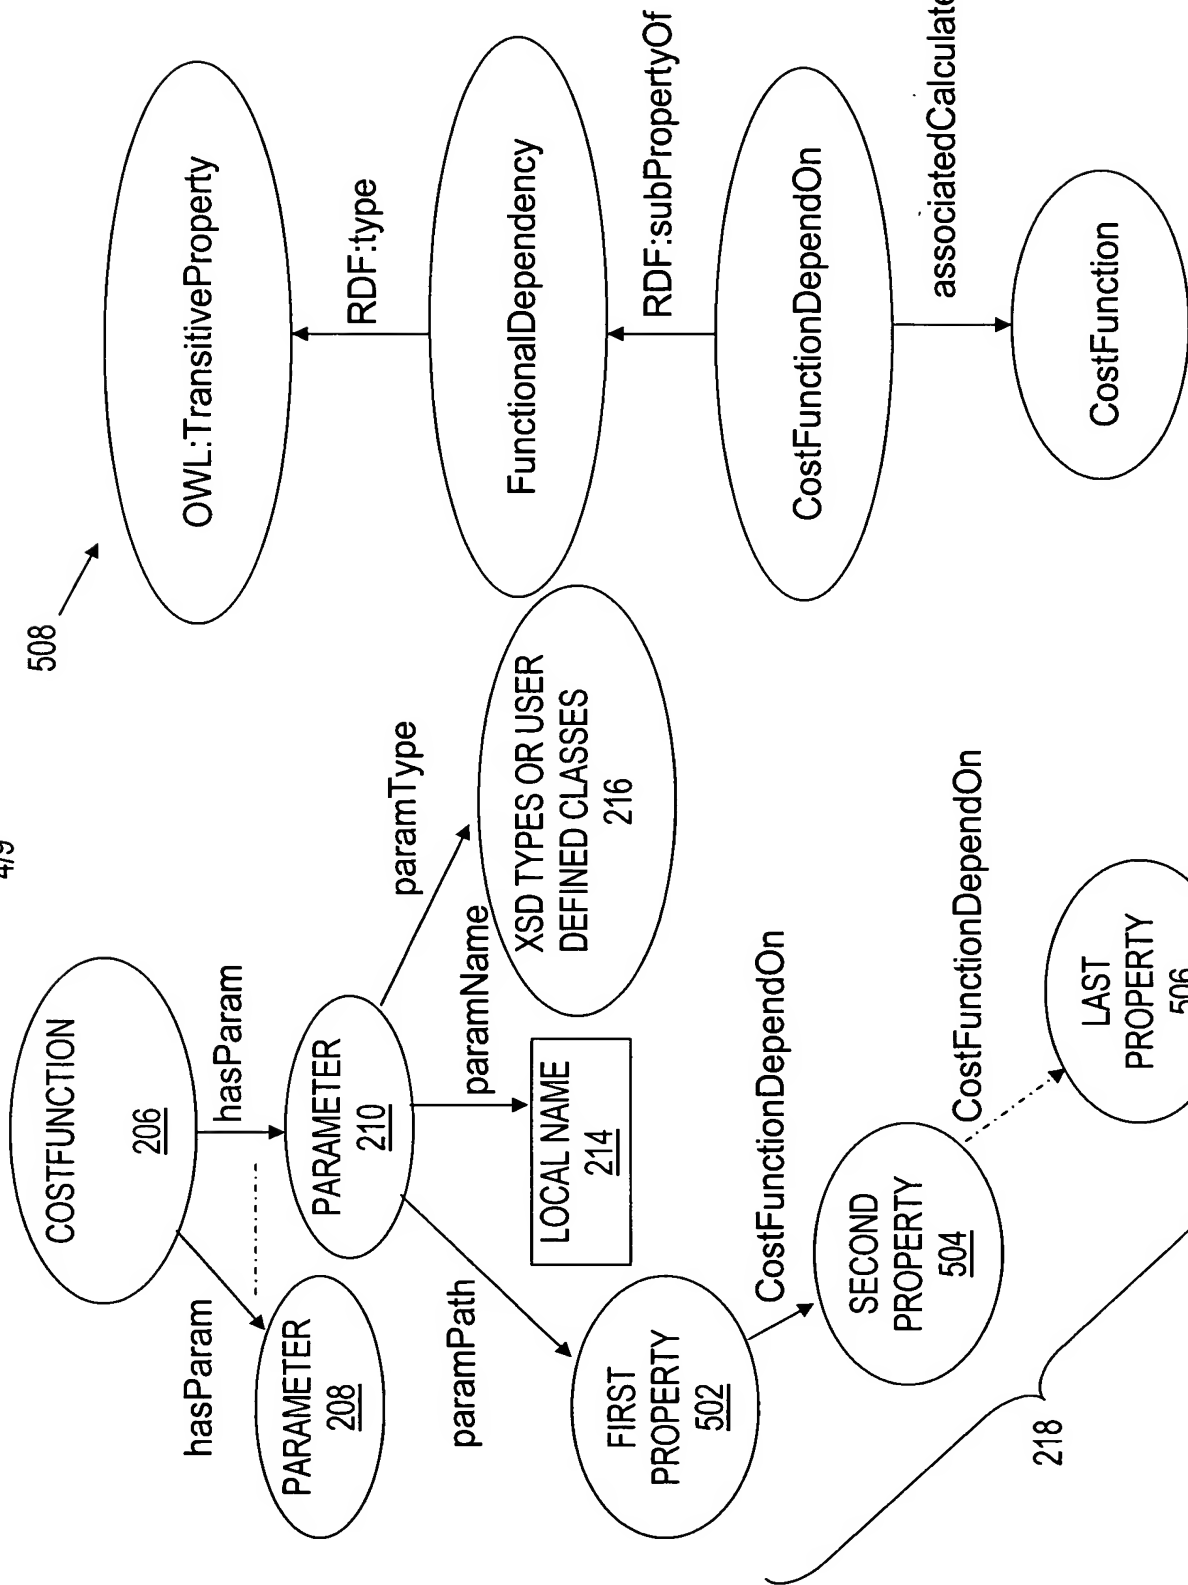 4/9
COSTFUNCTION
206
hasParam
hasParam
PARAMETER
208
PARAMETER
210
paramPath
paramName
paramType
FIRST
PROPERTY
502
LOCAL NAME
214
XSD TYPES OR USER
DEFINED CLASSES
216
CostFunctionDependOn
SECOND
PROPERTY
504
CostFunctionDependOn
LAST
PROPERTY
506
218
508
OWL:TransitiveProperty
RDF:type
FunctionalDependency
RDF:subPropertyOf
CostFunctionDependOn
associatedCalculate
CostFunction